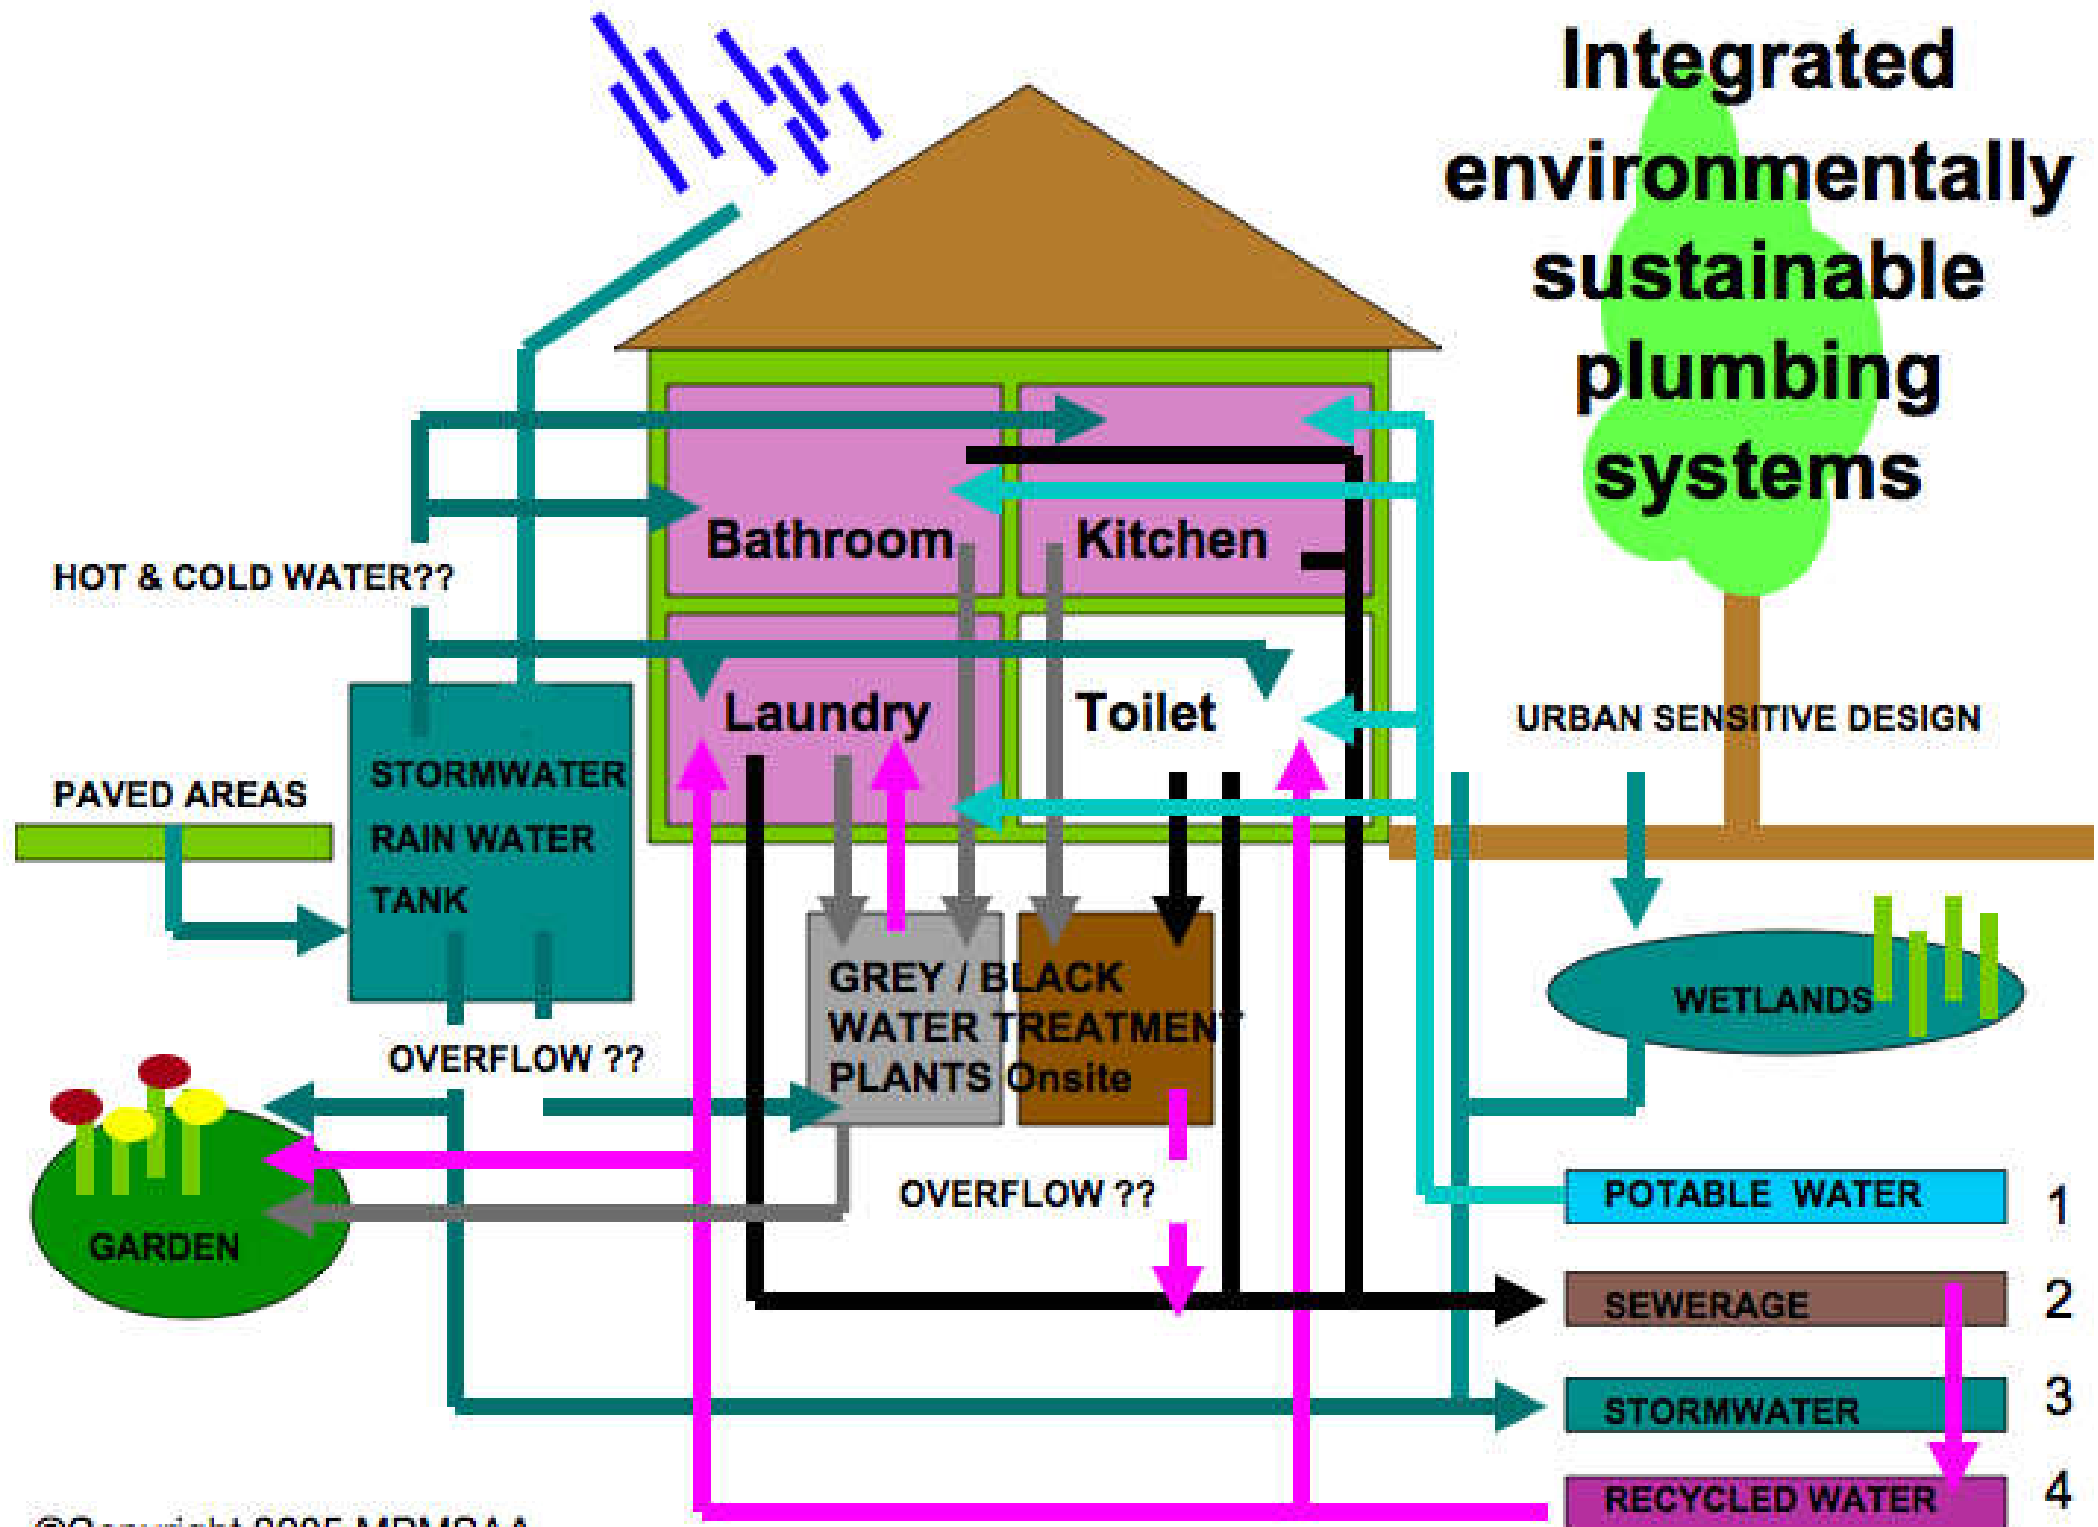 Integrated
environmentally
sustainable
plumbing
systems
Bathroom
Kitchen
HOT & COLD WATER??
Laundry
Toilet
URBAN SENSITIVE DESIGN
PAVED AREAS
STORMWATER
RAIN WATER
TANK
GREY / BLACK
WATER TREATMENT
PLANTS Onsite
WETLANDS
OVERFLOW ??
OVERFLOW ??
GARDEN
POTABLE WATER 1
SEWERAGE 2
STORMWATER 3
RECYCLED WATER 4